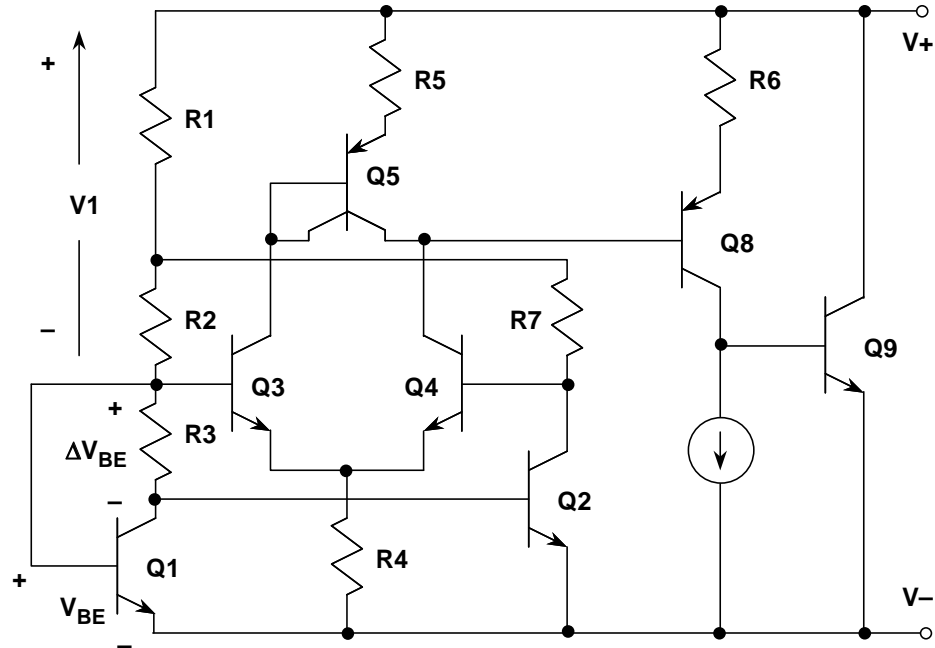 V+
+
R5
R6
R1
Q5
V1
Q8
–
R2
R7
Q9
+
Q3
Q4
R3
ΔVBE
–
Q2
Q1
R4
+
VBE
–
V–